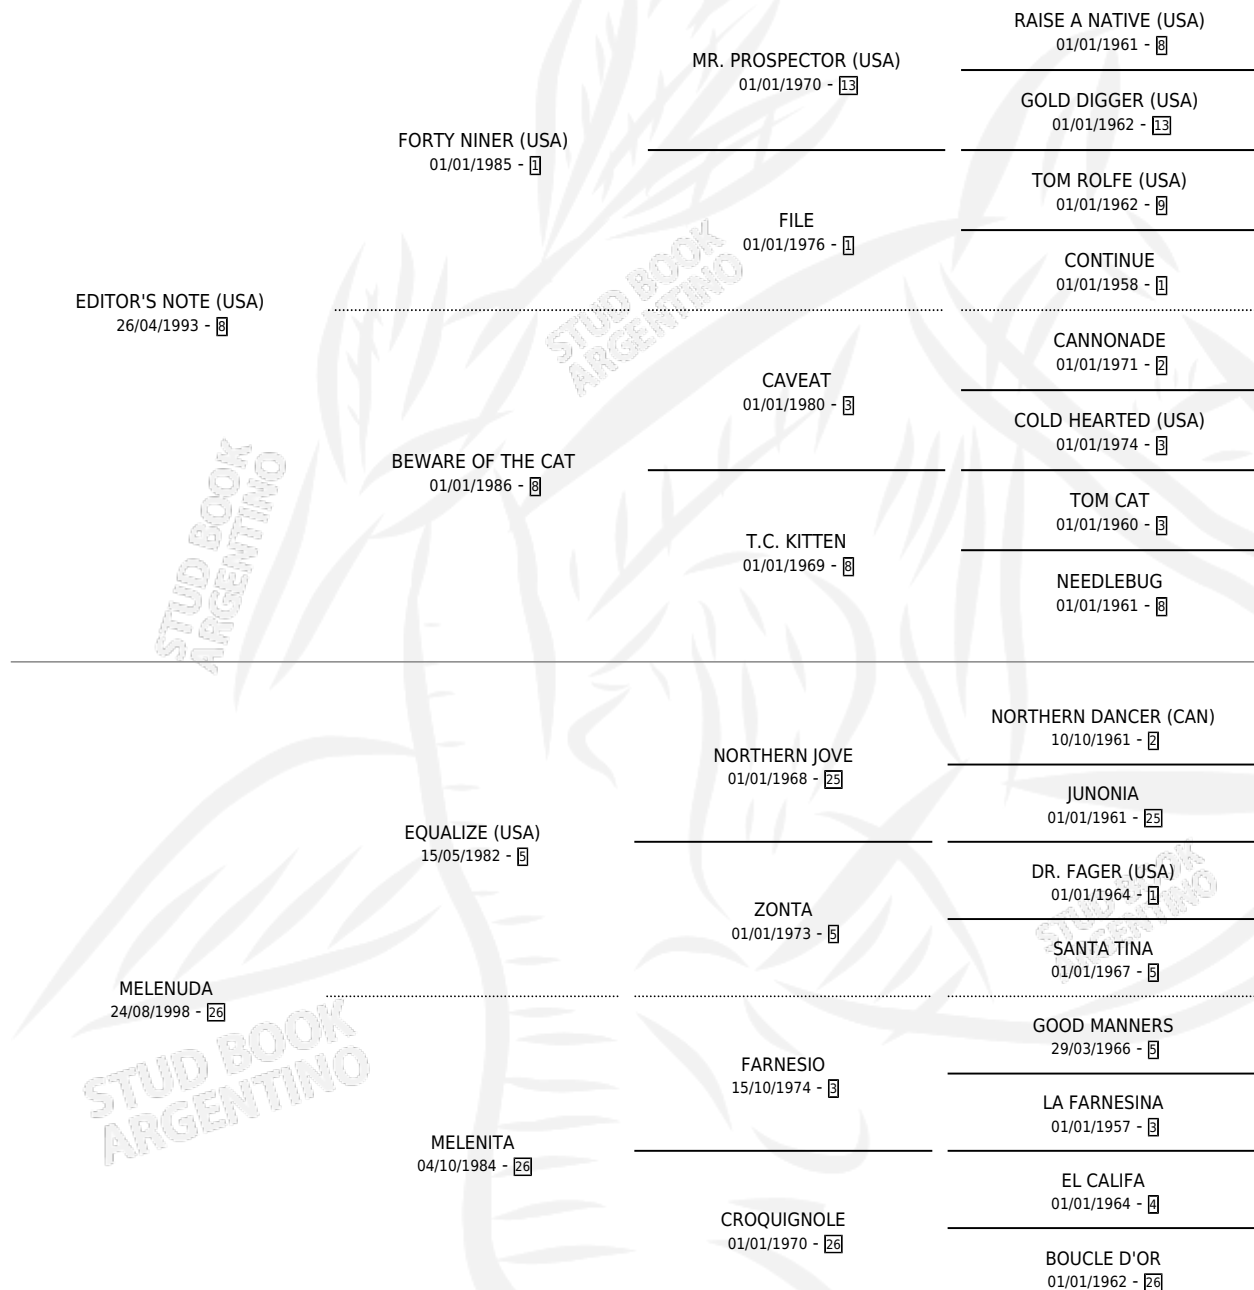 RAISE A NATIVE (USA)
01/01/1961 - 8
MR. PROSPECTOR (USA)
01/01/1970 - 13
GOLD DIGGER (USA)
01/01/1962 - 13
FORTY NINER (USA)
01/01/1985 - 1
TOM ROLFE (USA)
01/01/1962 - 9
FILE
01/01/1976 - 1
CONTINUE
01/01/1958 - 1
EDITOR'S NOTE (USA)
26/04/1993 - 8
STUD BOOK
ARGENTINO
CANNONADE
01/01/1971 - 2
CAVEAT
01/01/1980 - 3
COLD HEARTED (USA)
01/01/1974 - 3
BEWARE OF THE CAT
01/01/1986 - 8
TOM CAT
01/01/1960 - 3
T.C. KITTEN
01/01/1969 - 8
NEEDLEBUG
01/01/1961 - 8
STUD BOOK
ARGENTINO
NORTHERN DANCER (CAN)
10/10/1961 - 2
NORTHERN JOVE
01/01/1968 - 25
JUNONIA
01/01/1961 - 25
EQUALIZE (USA)
15/05/1982 - 5
DR. FAGER (USA)
01/01/1964 - 1
ZONTA
01/01/1973 - 5
SANTA TINA
01/01/1967 - 5
STUD BOOK
ARGENTINO
MELENUDA
24/08/1998 - 26
GOOD MANNERS
29/03/1966 - 5
FARNESIO
15/10/1974 - 3
LA FARNESINA
01/01/1957 - 3
MELENITA
04/10/1984 - 26
EL CALIFA
01/01/1964 - 4
CROQUIGNOLE
01/01/1970 - 26
BOUCLE D'OR
01/01/1962 - 26
STUD BOOK
ARGENTINO